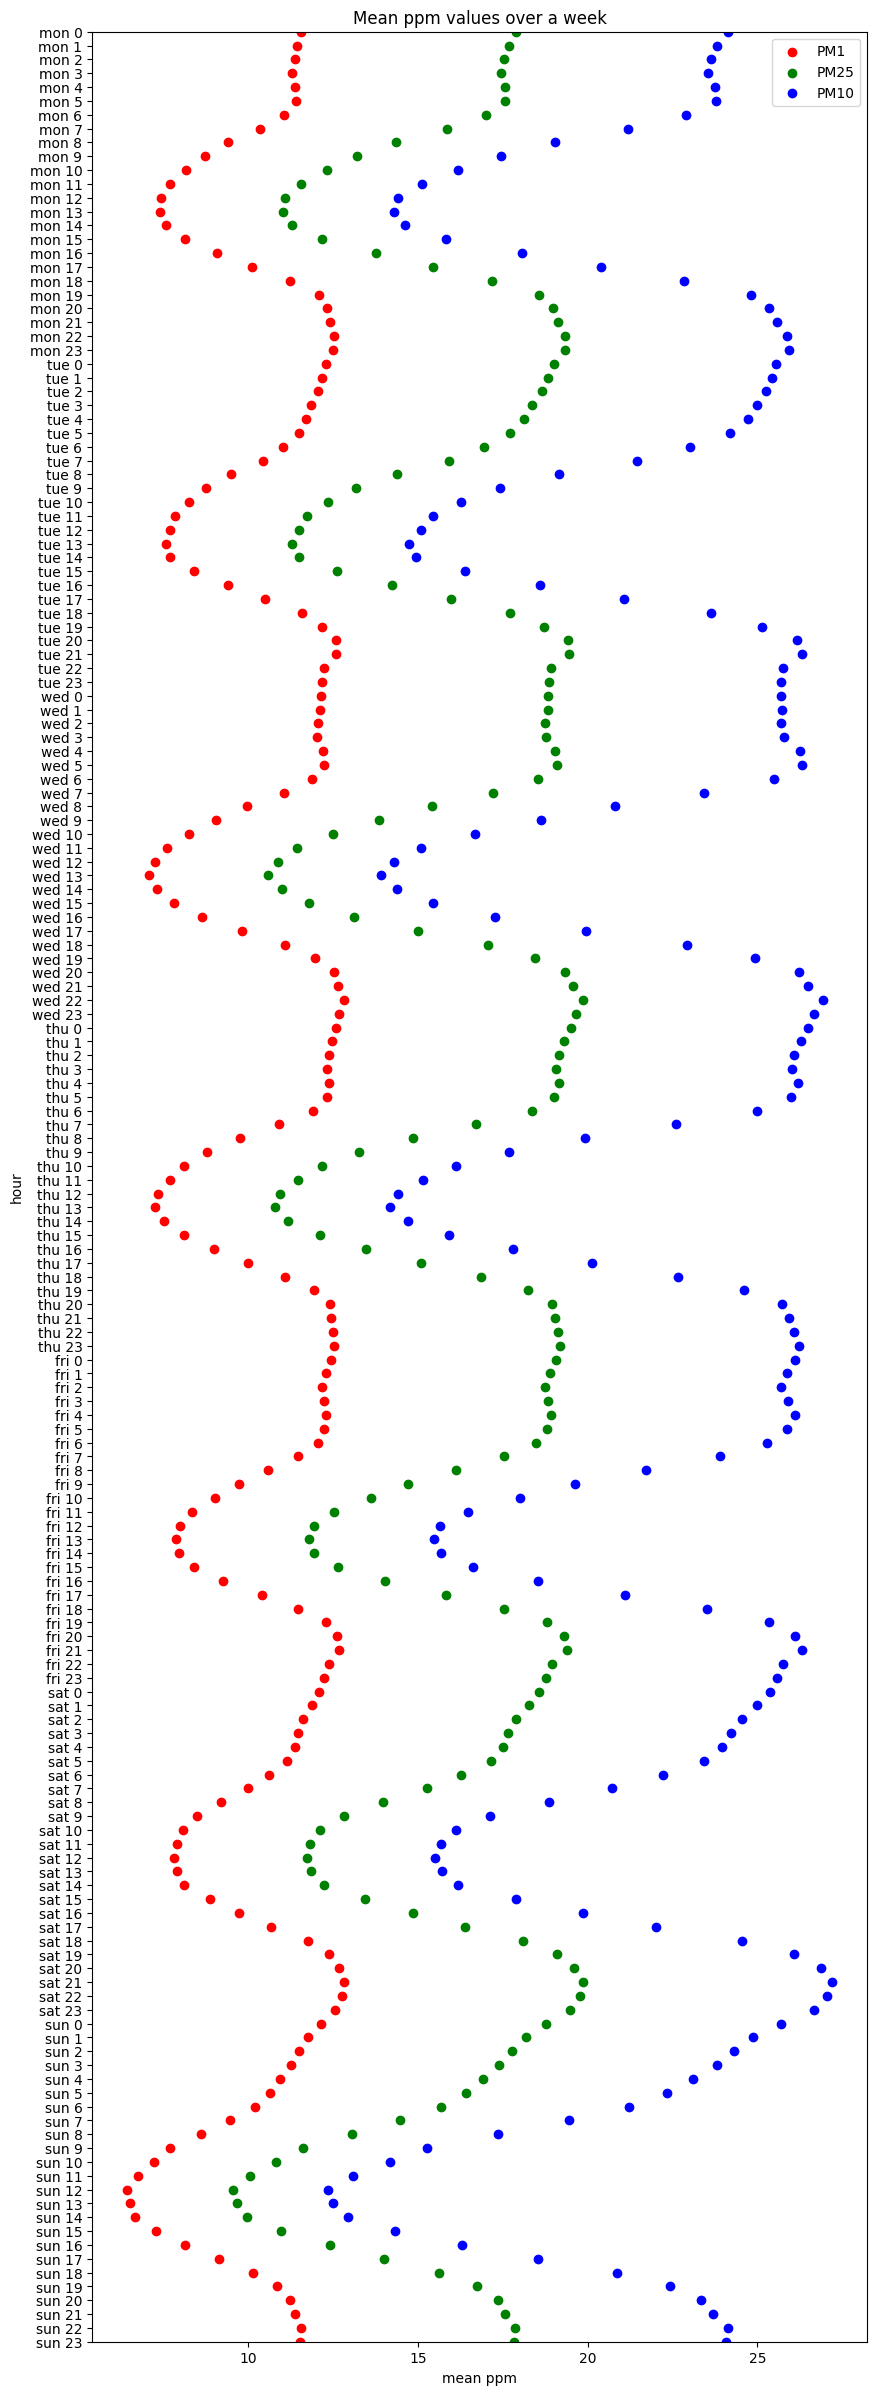 Mean ppm values over a week
PM1
PM25
PM10
mon 0
mon 1
mon 2
mon 3
mon 4
mon 5
mon 6
mon 7
mon 8
mon 9
mon 10
mon 11
mon 12
mon 13
mon 14
mon 15
mon 16
mon 17
mon 18
mon 19
mon 20
mon 21
mon 22
mon 23
tue 0
tue 1
tue 2
tue 3
tue 4
tue 5
tue 6
tue 7
tue 8
tue 9
tue 10
tue 11
tue 12
tue 13
tue 14
tue 15
tue 16
tue 17
tue 18
tue 19
tue 20
tue 21
tue 22
tue 23
wed 0
wed 1
wed 2
wed 3
wed 4
wed 5
wed 6
wed 7
wed 8
wed 9
wed 10
wed 11
wed 12
wed 13
wed 14
wed 15
wed 16
wed 17
wed 18
wed 19
wed 20
wed 21
wed 22
wed 23
thu 0
thu 1
thu 2
thu 3
thu 4
thu 5
thu 6
thu 7
thu 8
thu 9
thu 10
thu 11
thu 12
thu 13
thu 14
thu 15
thu 16
thu 17
thu 18
thu 19
thu 20
thu 21
thu 22
thu 23
fri 0
fri 1
fri 2
fri 3
fri 4
fri 5
fri 6
fri 7
fri 8
fri 9
fri 10
fri 11
fri 12
fri 13
fri 14
fri 15
fri 16
fri 17
fri 18
fri 19
fri 20
fri 21
fri 22
fri 23
sat 0
sat 1
sat 2
sat 3
sat 4
sat 5
sat 6
sat 7
sat 8
sat 9
sat 10
sat 11
sat 12
sat 13
sat 14
sat 15
sat 16
sat 17
sat 18
sat 19
sat 20
sat 21
sat 22
sat 23
sun 0
sun 1
sun 2
sun 3
sun 4
sun 5
sun 6
sun 7
sun 8
sun 9
sun 10
sun 11
sun 12
sun 13
sun 14
sun 15
sun 16
sun 17
sun 18
sun 19
sun 20
sun 21
sun 22
sun 23
hour
10 15 20 25
mean ppm